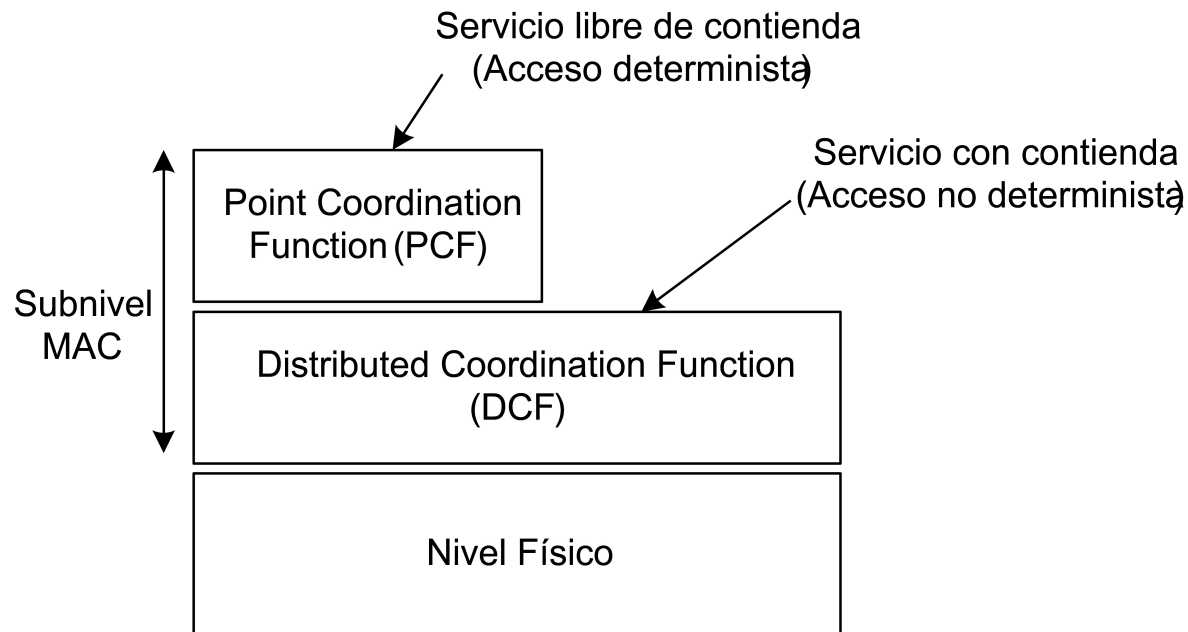 Servicio libre de contienda
(Acceso determinista)
Servicio con contienda
(Acceso no determinista)
Point Coordination
Function (PCF)
Subnivel
MAC
Distributed Coordination Function
(DCF)
Nivel Físico